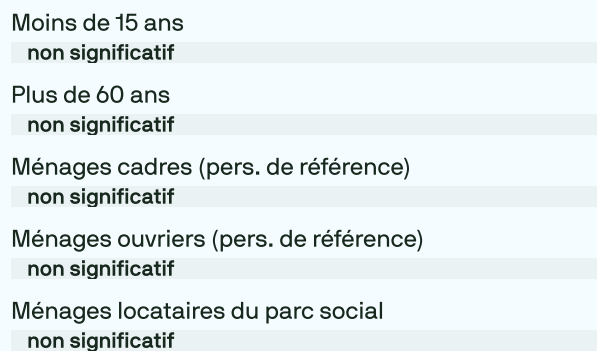 Moins de 15 ans
non significatif
Plus de 60 ans
non significatif
Ménages cadres (pers. de référence)
non significatif
Ménages ouvriers (pers. de référence)
non significatif
Ménages locataires du parc social
non significatif